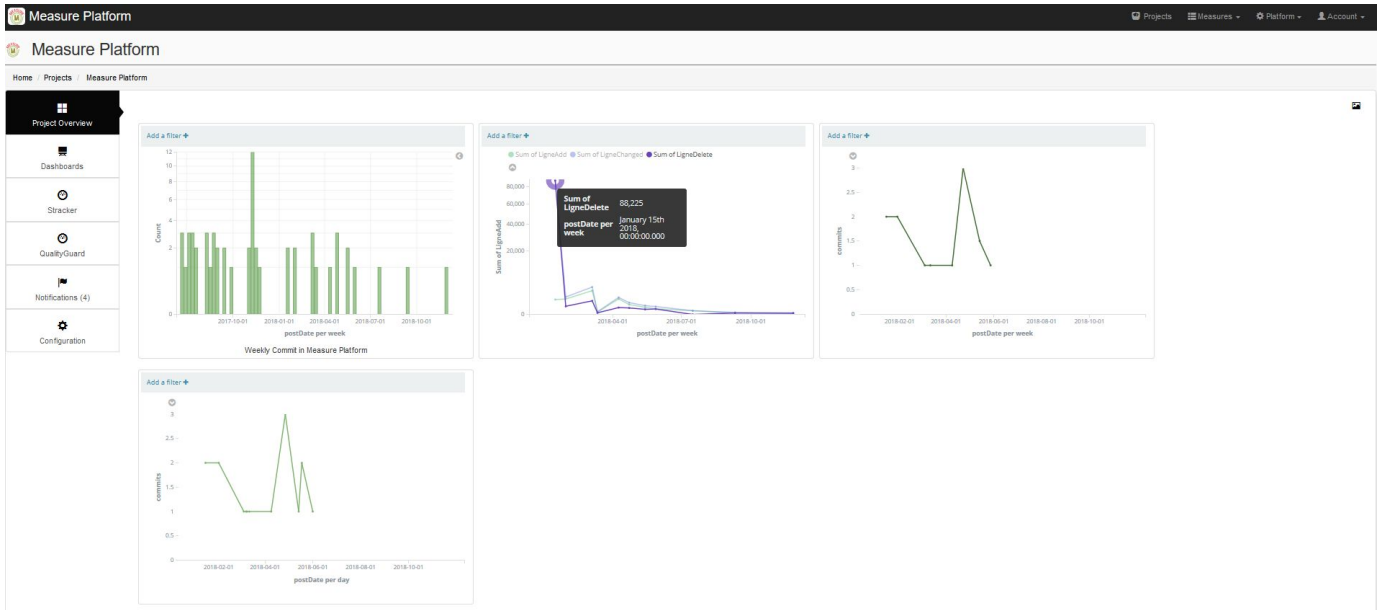 Measure Platform
Projects Measures Platform Account
Measure Platform
Home / Projects / Measure Platform
Project Overview
Dashboards
Stracker
QualityGuard
Notifications (4)
Configuration
Add a filter +
12
10
8
6
4
2
0
Count
2017-10-01 2018-01-01 2018-04-01 2018-07-01 2018-10-01
postDate per week
Weekly Commit in Measure Platform
Add a filter +
Sum of LigneAdd Sum of LigneChanged Sum of LigneDelete
80,000
60,000
40,000
20,000
0
Sum of LigneAdd
Sum of LigneDelete 88,225
postDate per week January 15th 2018, 00:00:00.000
2018-04-01 2018-07-01 2018-10-01
postDate per week
Add a filter +
3
2.5
2
1.5
1
0.5
0
commits
2018-02-01 2018-04-01 2018-06-01 2018-08-01 2018-10-01
postDate per week
Add a filter +
3
2.5
2
1.5
1
0.5
0
commits
2018-02-01 2018-04-01 2018-06-01 2018-08-01 2018-10-01
postDate per day